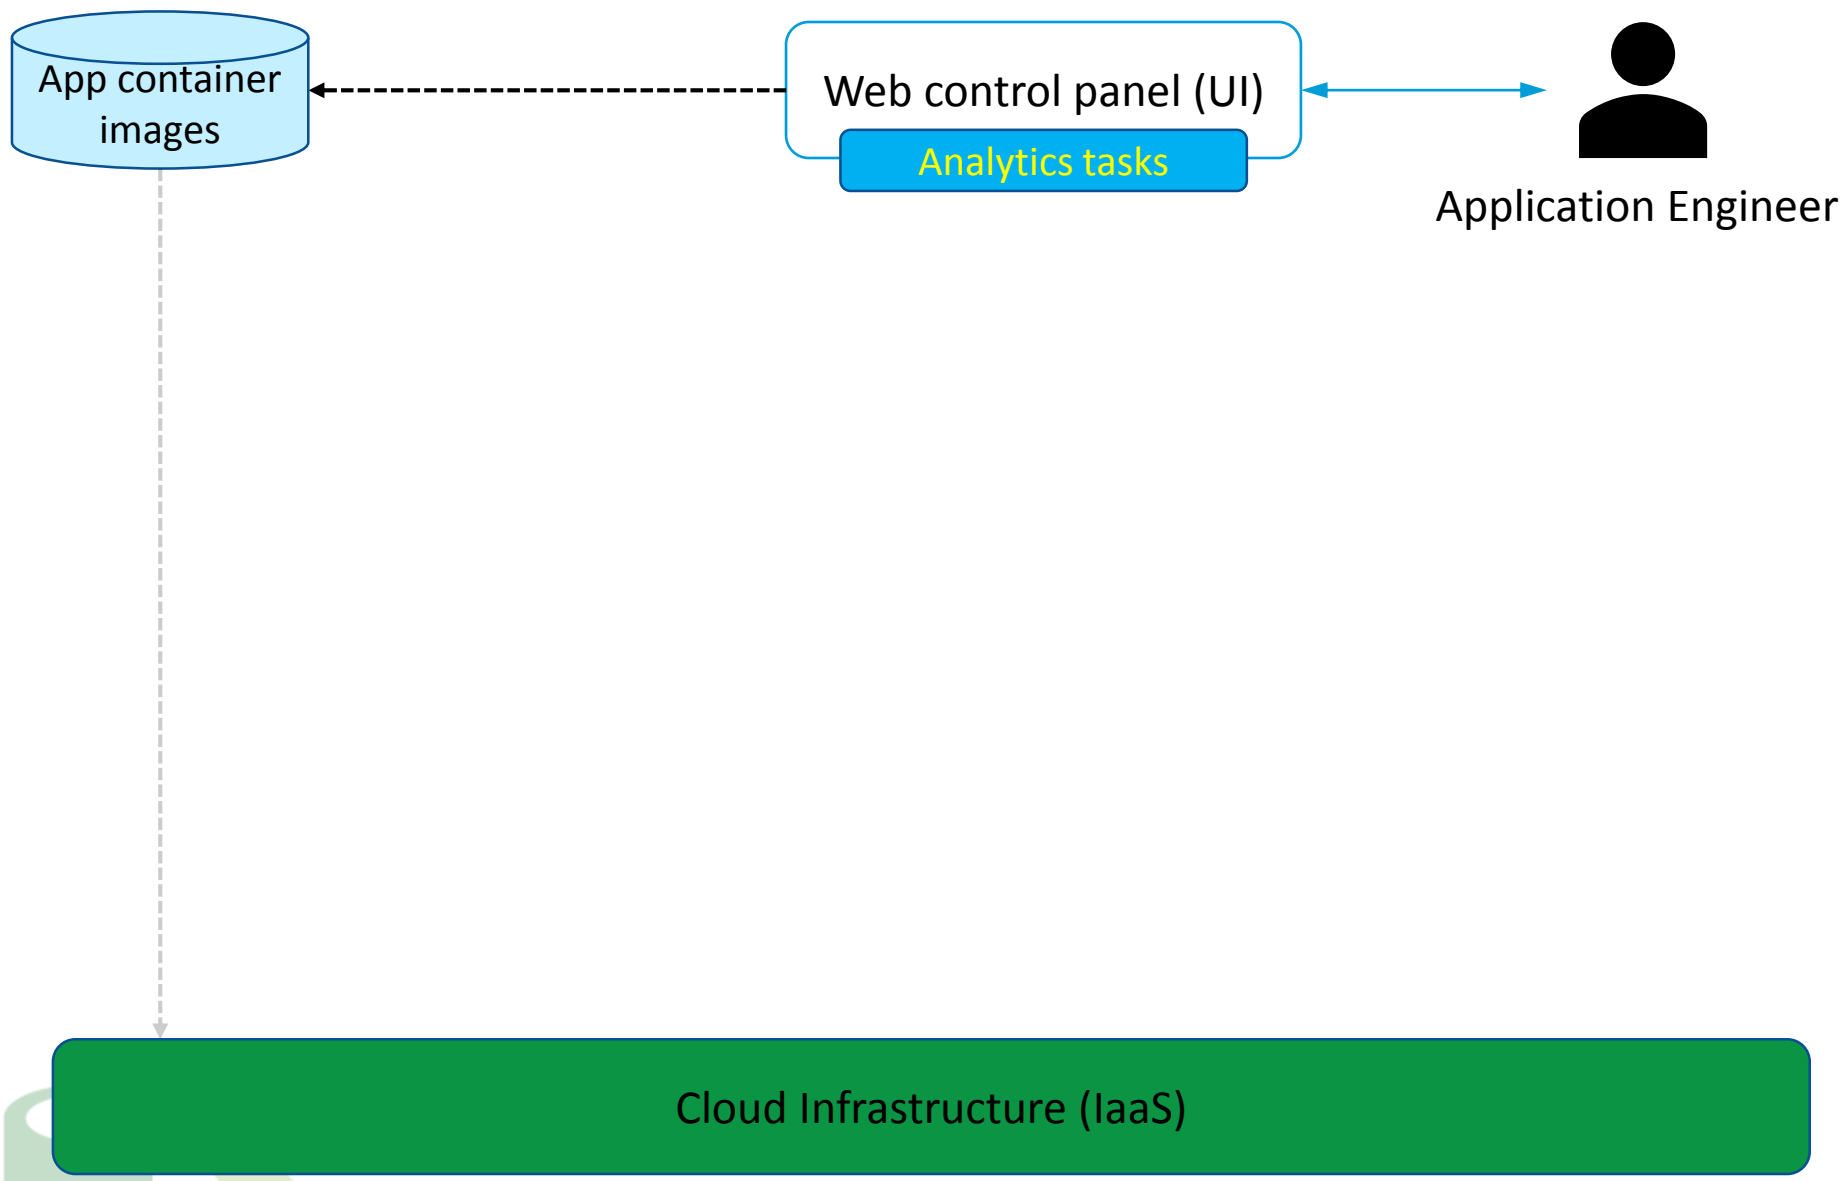 App container
images
Web control panel (UI)
Analytics tasks
Application Engineer
Cloud Infrastructure (IaaS)